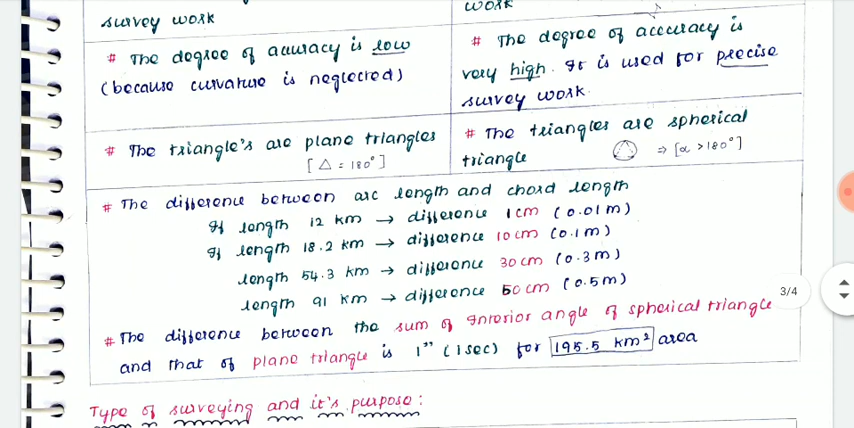 survey work
work
# The degree of accuracy is low
(because curvature is neglected)
# The degree of accuracy is
very high. It is used for precise
survey work.
# The triangle's are plane triangles
[△ = 180°]
# The triangles are spherical
triangle ⇒ [α > 180°]
# The difference between arc length and chord length
If length 12 km → difference 1 cm (0.01 m)
If length 18.2 km → difference 10 cm (0.1 m)
length 54.3 km → difference 30 cm (0.3 m)
length 91 km → difference 50 cm (0.5 m)
3/4
# The difference between the sum of interior angle of spherical triangle
and that of plane triangle is 1" (1 sec) for 195.5 km² area
Type of surveying and it's purpose: